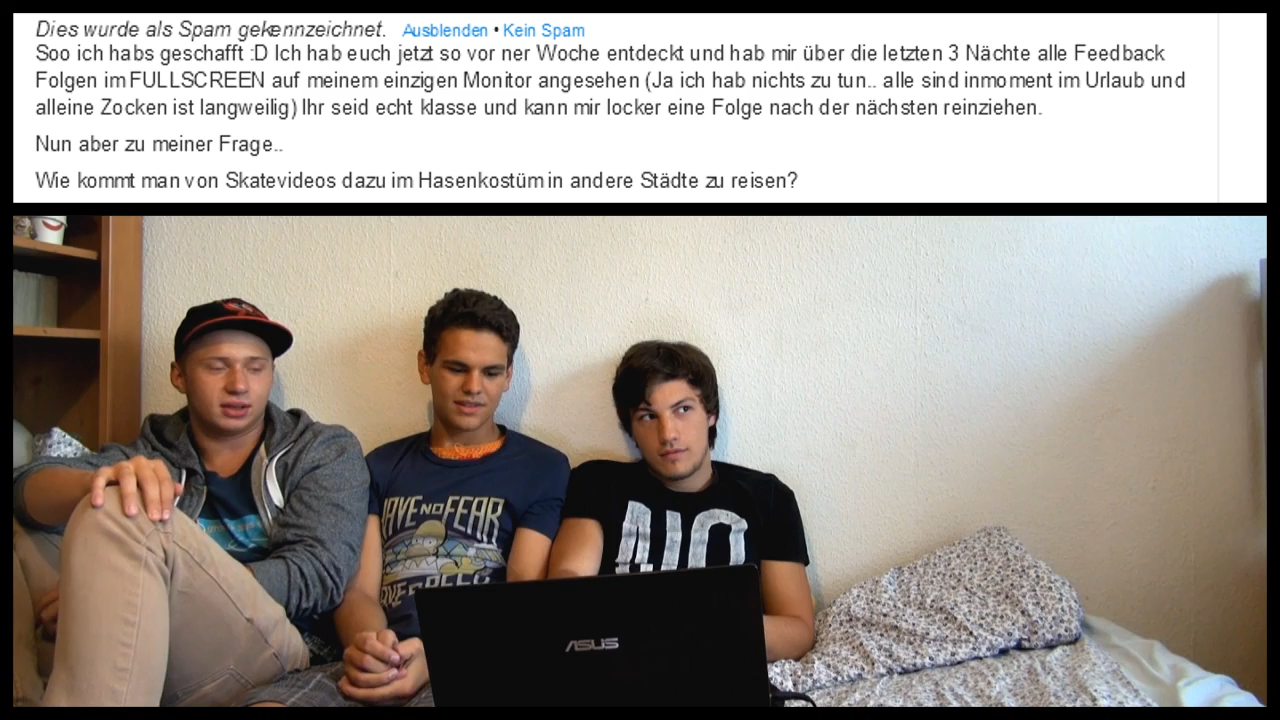 Dies wurde als Spam gekennzeichnet. Ausblenden • Kein Spam
Soo ich habs geschafft :D Ich hab euch jetzt so vor ner Woche entdeckt und hab mir über die letzten 3 Nächte alle Feedback
Folgen im FULLSCREEN auf meinem einzigen Monitor angesehen (Ja ich hab nichts zu tun.. alle sind inmoment im Urlaub und
alleine Zocken ist langweilig) Ihr seid echt klasse und kann mir locker eine Folge nach der nächsten reinziehen.
Nun aber zu meiner Frage..
Wie kommt man von Skatevideos dazu im Hasenkostüm in andere Städte zu reisen?
NO FEAR
ASUS